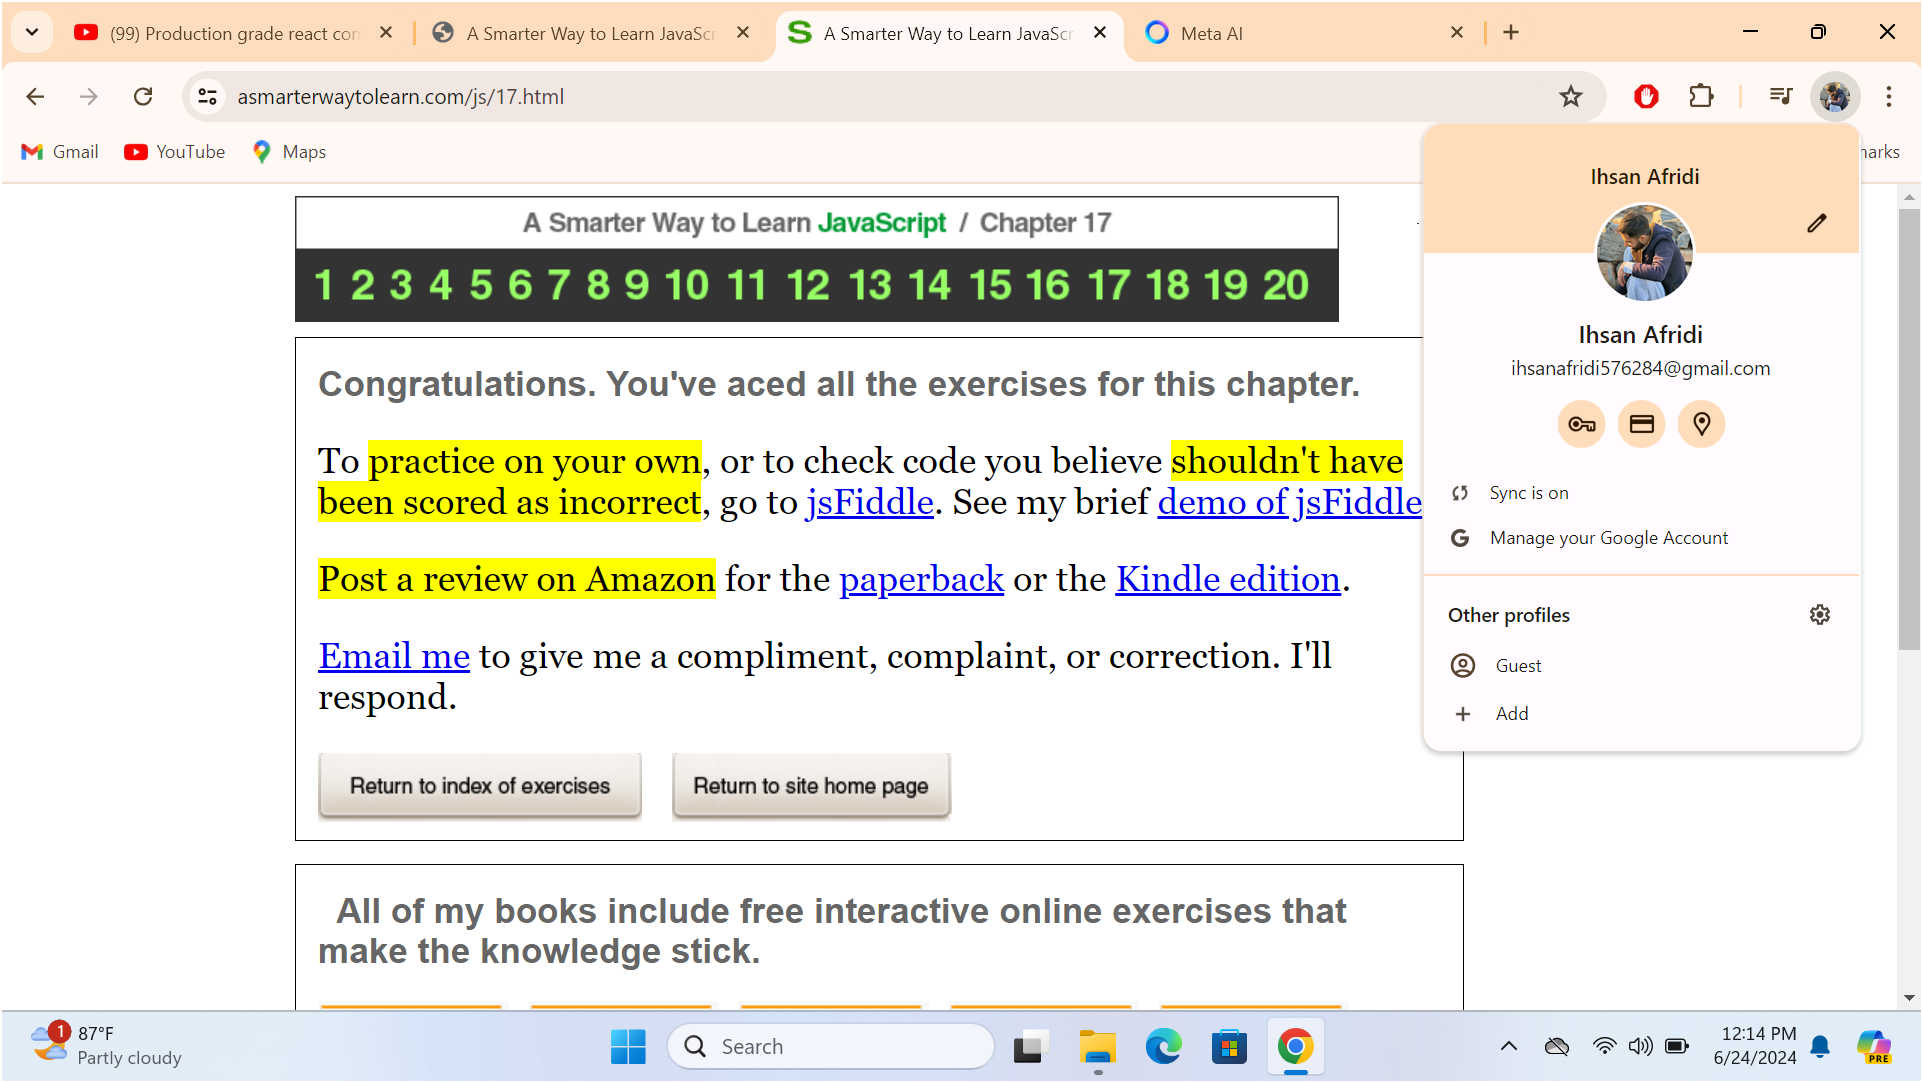 (99) Production grade react con
A Smarter Way to Learn JavaScr
A Smarter Way to Learn JavaScr
Meta AI
asmarterwaytolearn.com/js/17.html
Gmail
YouTube
Maps
marks
A Smarter Way to Learn JavaScript / Chapter 17
1 2 3 4 5 6 7 8 9 10 11 12 13 14 15 16 17 18 19 20
Congratulations. You've aced all the exercises for this chapter.
To practice on your own, or to check code you believe shouldn't have
been scored as incorrect, go to jsFiddle. See my brief demo of jsFiddle
Post a review on Amazon for the paperback or the Kindle edition.
Email me to give me a compliment, complaint, or correction. I'll
respond.
Return to index of exercises
Return to site home page
All of my books include free interactive online exercises that
make the knowledge stick.
Ihsan Afridi
Ihsan Afridi
ihsanafridi576284@gmail.com
Sync is on
Manage your Google Account
Other profiles
Guest
Add
1
87°F
Partly cloudy
Search
12:14 PM
6/24/2024
PRE